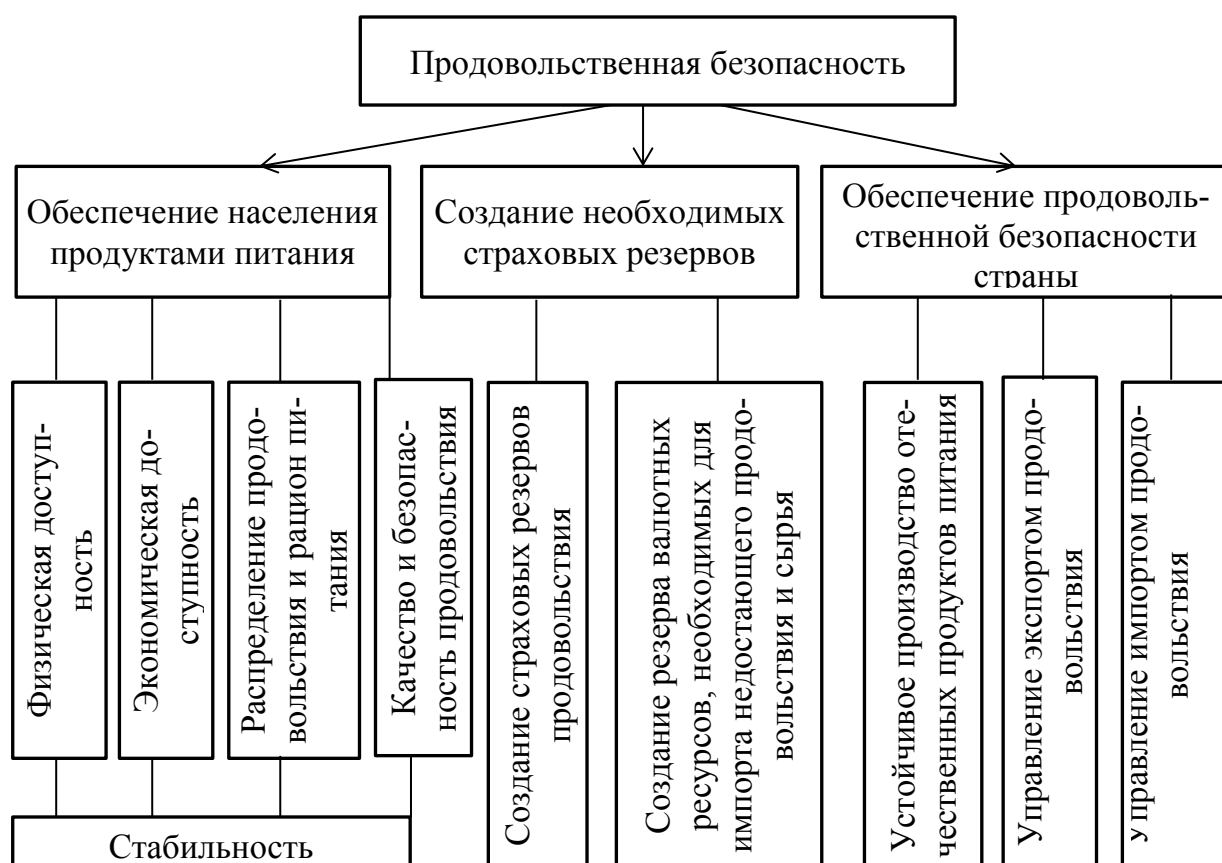 Продовольственная безопасность
Обеспечение населения
продуктами питания
Создание необходимых
страховых резервов
Обеспечение продоволь-
ственной безопасности
страны
Физическая доступ-
ность
Экономическая до-
ступность
Распределение продо-
вольствия и рацион пи-
тания
Качество и безопас-
ность продовольствия
Создание страховых резервов
продовольствия
Создание резерва валютных
ресурсов, необходимых для
импорта недостающего продо-
вольствия и сырья
Устойчивое производство оте-
чественных продуктов питания
Управление экспортом продо-
вольствия
Управление импортом продо-
вольствия
Стабильность